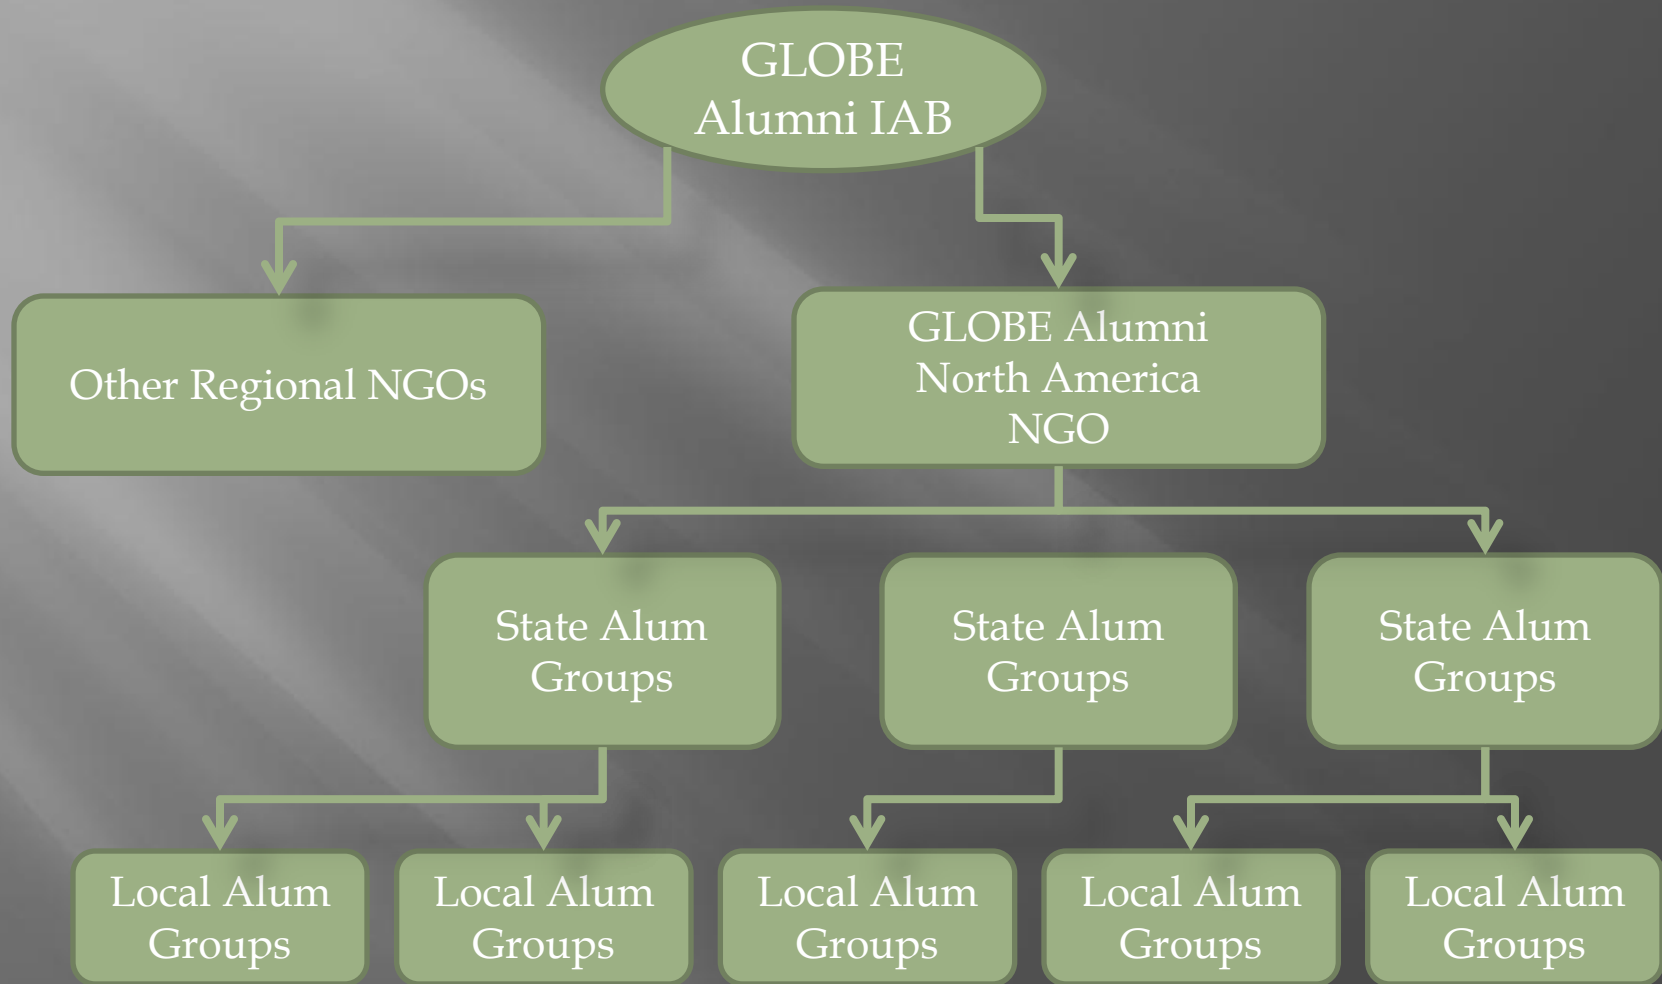 GLOBE
Alumni IAB
Other Regional NGOs
GLOBE Alumni
North America
NGO
State Alum
Groups
State Alum
Groups
State Alum
Groups
Local Alum
Groups
Local Alum
Groups
Local Alum
Groups
Local Alum
Groups
Local Alum
Groups